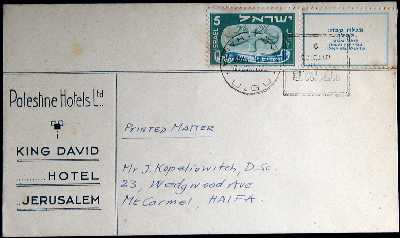 5 ישראל
ISRAEL
Palestine Hotels Ltd
KING DAVID
HOTEL
JERUSALEM
PRINTED MATTER
Mr J. Kopeliowitch, D.Sc.
23, Wedgwood Ave
Mt Carmel, HAIFA.